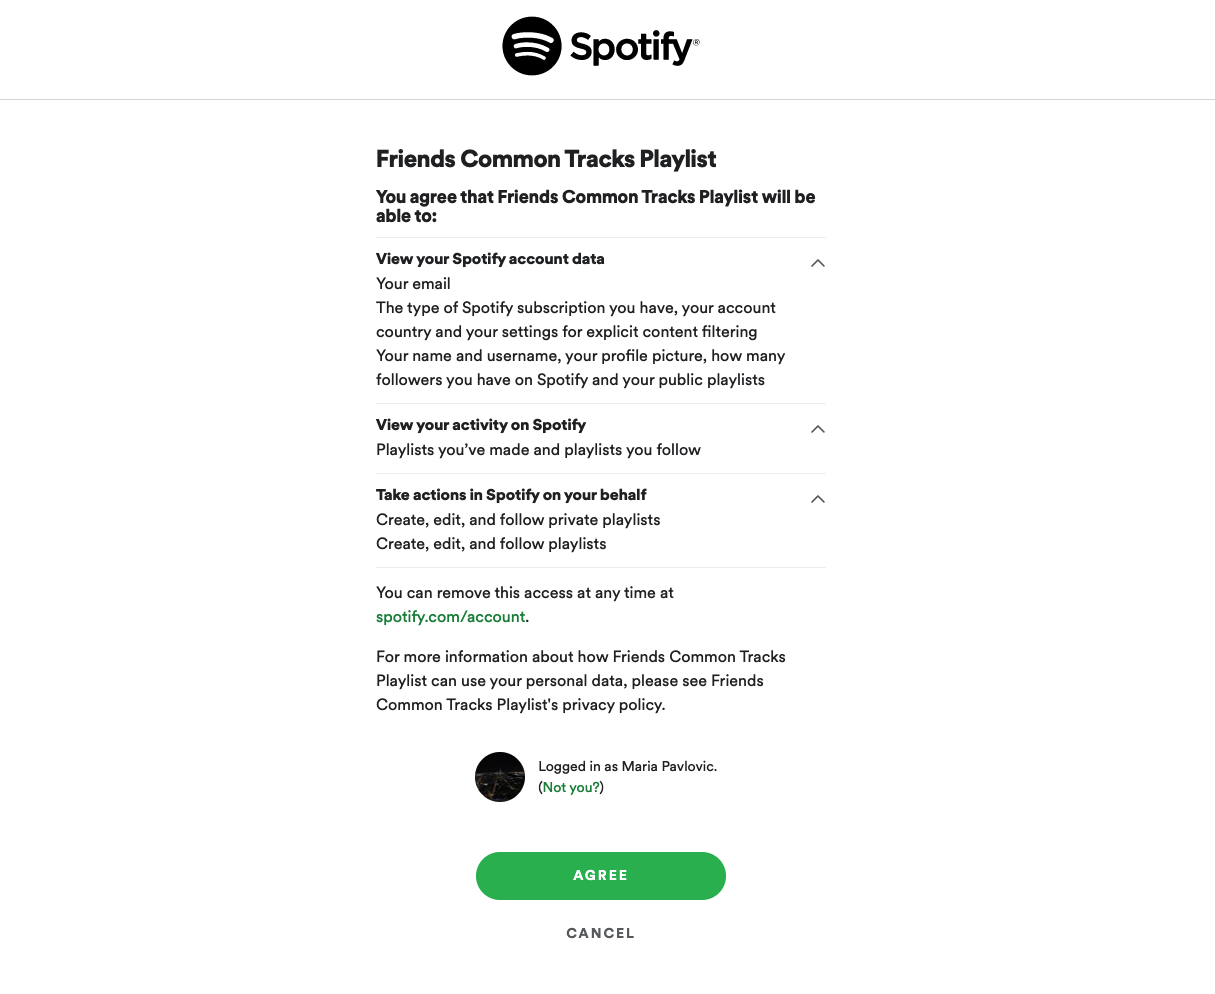 Spotify®
Friends Common Tracks Playlist
You agree that Friends Common Tracks Playlist will be
able to:
View your Spotify account data
Your email
The type of Spotify subscription you have, your account
country and your settings for explicit content filtering
Your name and username, your profile picture, how many
followers you have on Spotify and your public playlists
View your activity on Spotify
Playlists you’ve made and playlists you follow
Take actions in Spotify on your behalf
Create, edit, and follow private playlists
Create, edit, and follow playlists
You can remove this access at any time at
spotify.com/account.
For more information about how Friends Common Tracks
Playlist can use your personal data, please see Friends
Common Tracks Playlist's privacy policy.
Logged in as Maria Pavlovic.
(Not you?)
AGREE
CANCEL